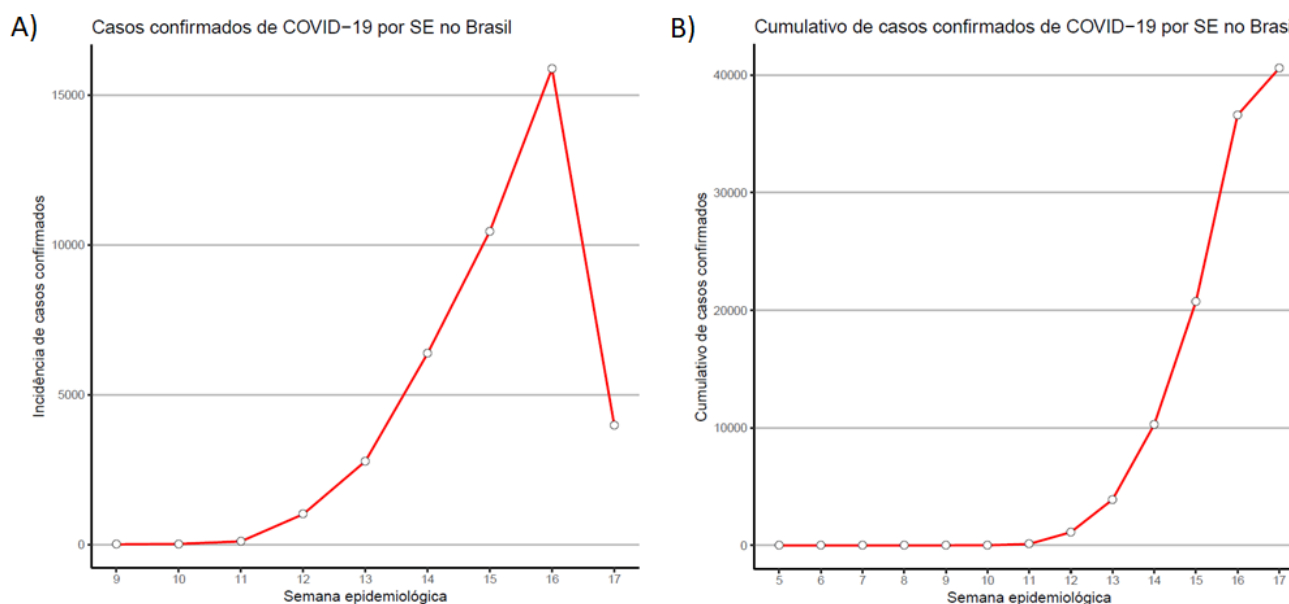 A)
Casos confirmados de COVID−19 por SE no Brasil
Incidência de casos confirmados
15000
10000
5000
0
9 10 11 12 13 14 15 16 17
Semana epidemiológica
B)
Cumulativo de casos confirmados de COVID−19 por SE no Brasi
Cumulativo de casos confirmados
40000
30000
20000
10000
0
5 6 7 8 9 10 11 12 13 14 15 16 17
Semana epidemiológica